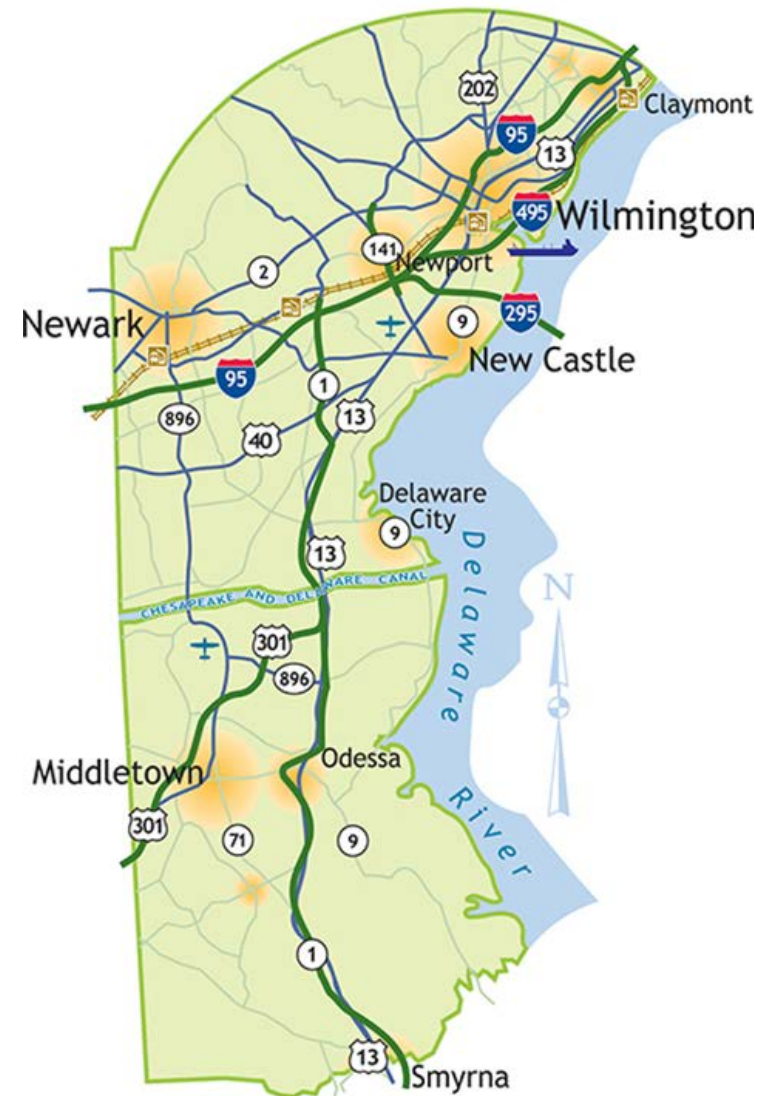 202
Claymont
95
13
495
Wilmington
141
Newport
2
295
9
Newark
New Castle
95
1
13
896
40
Delaware
City
9
Delaware River
13
CHESAPEAKE AND DELAWARE CANAL
N
301
896
Middletown
Odessa
301
71
9
1
13
Smyrna